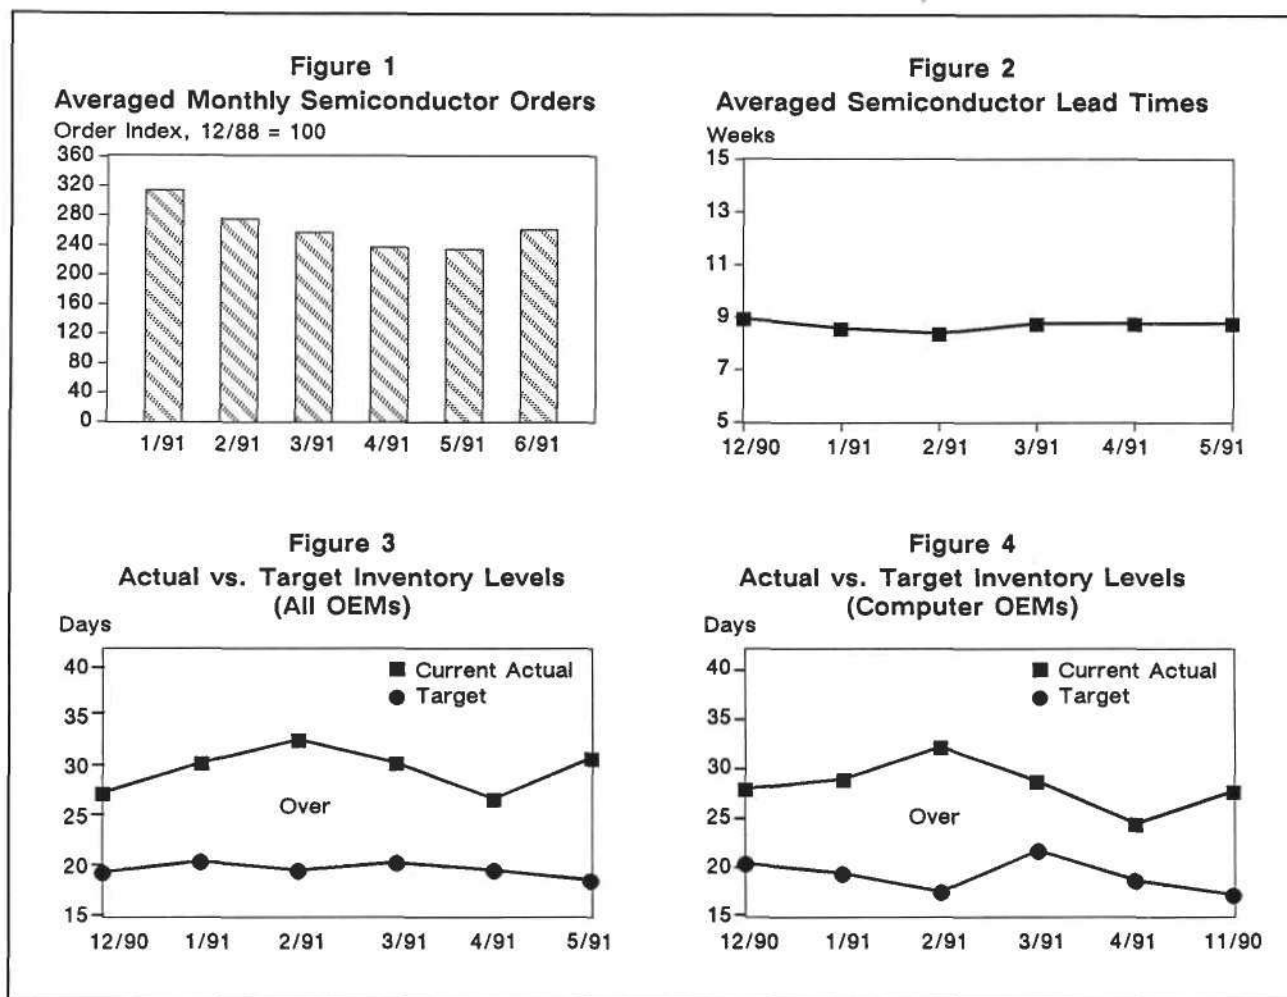 Figure 1
Averaged Monthly Semiconductor Orders
Order Index, 12/88 = 100
360
320
280
240
200
160
120
80
40
0
1/91 2/91 3/91 4/91 5/91 6/91
Figure 2
Averaged Semiconductor Lead Times
Weeks
15
13
11
9
7
5
12/90 1/91 2/91 3/91 4/91 5/91
Figure 3
Actual vs. Target Inventory Levels
(All OEMs)
Days
40
35
30
25
20
15
Current Actual
Target
Over
12/90 1/91 2/91 3/91 4/91 5/91
Figure 4
Actual vs. Target Inventory Levels
(Computer OEMs)
Days
40
35
30
25
20
15
Current Actual
Target
Over
12/90 1/91 2/91 3/91 4/91 11/90